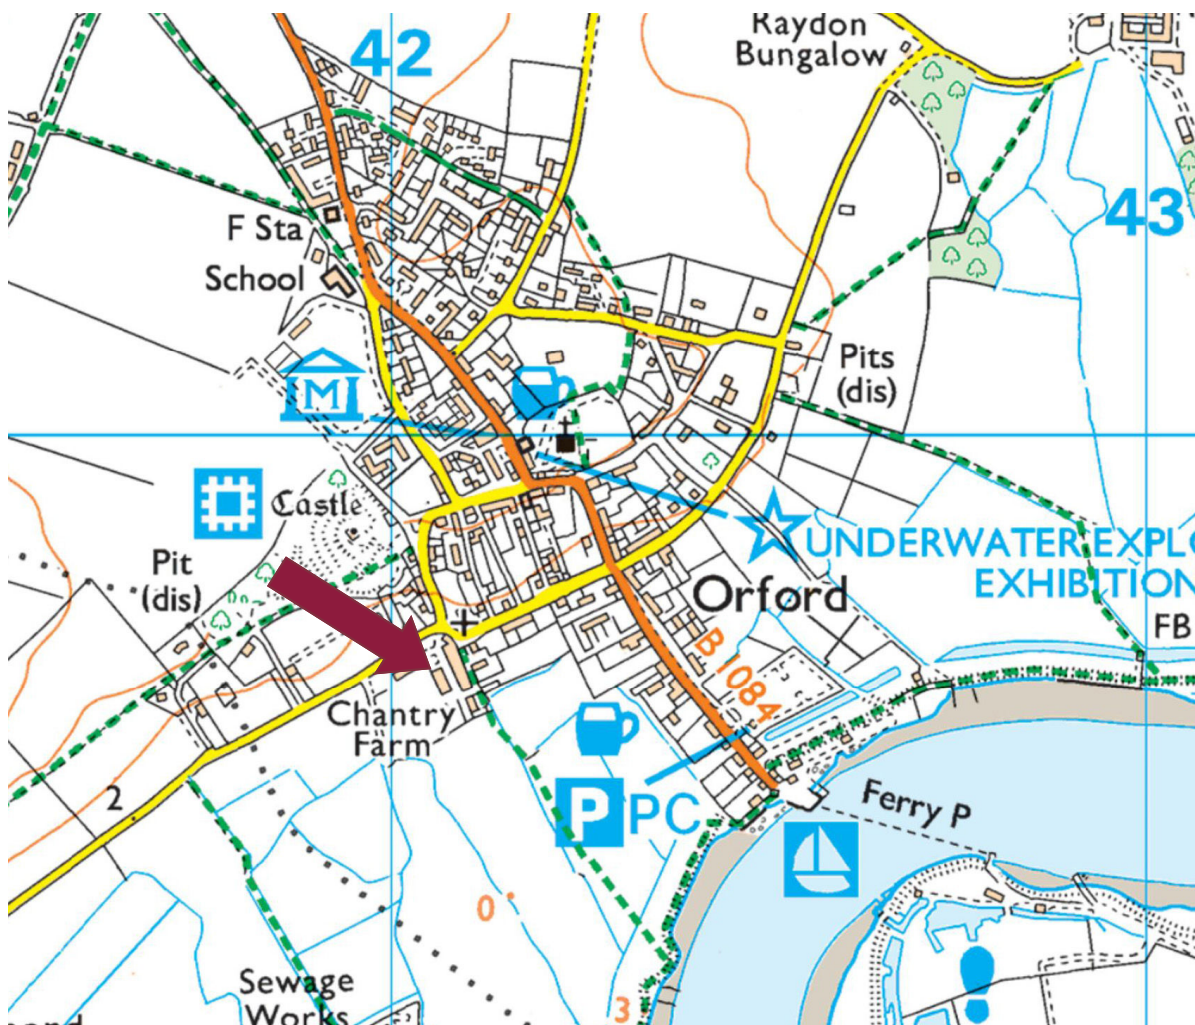 Raydon
Bungalow
42
43
F Sta
School
M
Pits
(dis)
Castle
Pit
(dis)
UNDERWATER EXPLO
EXHIBITION
Orford
FB
B 1084
Chantry
Farm
2
P PC
Ferry P
0
Sewage
Works
3